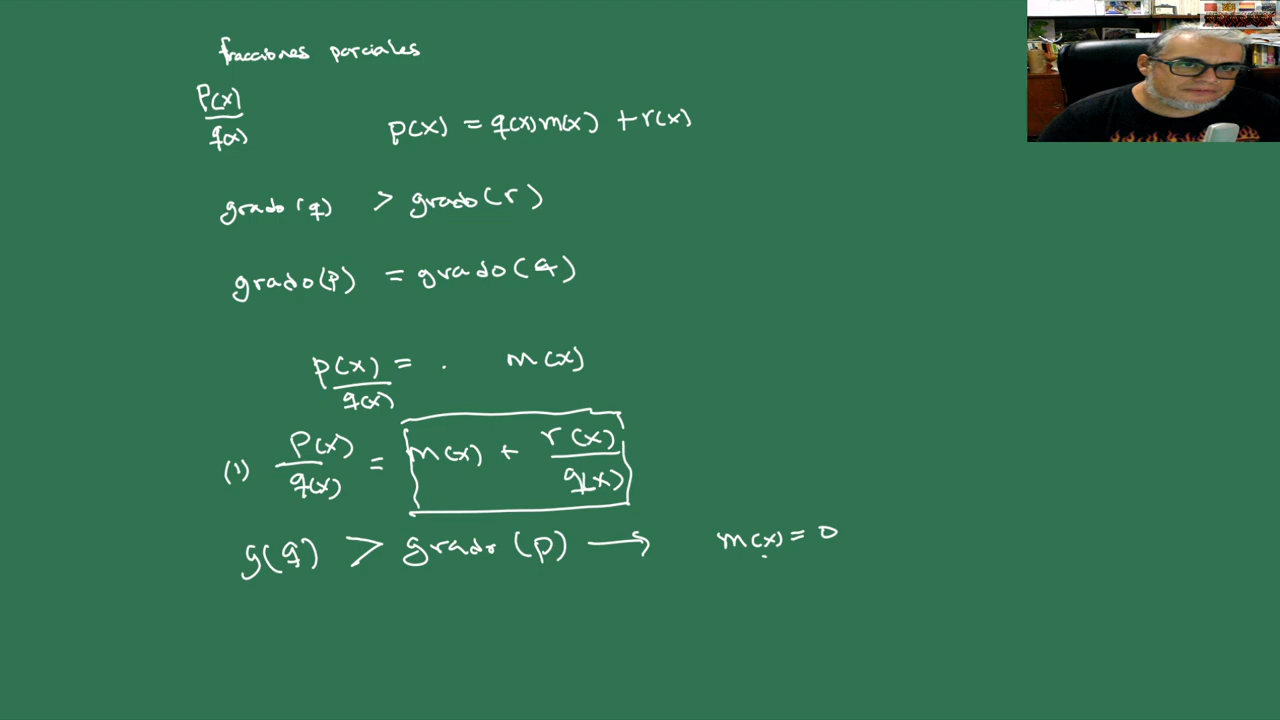 fracciones parciales
P(x)
q(x)
p(x) = q(x)m(x) + r(x)
grado(q) > grado(r)
grado(p) = grado(q)
p(x) = . m(x)
q(x)
(1) P(x)/q(x) = m(x) + r(x)/q(x)
g(q) > grado(p) → m(x) = 0